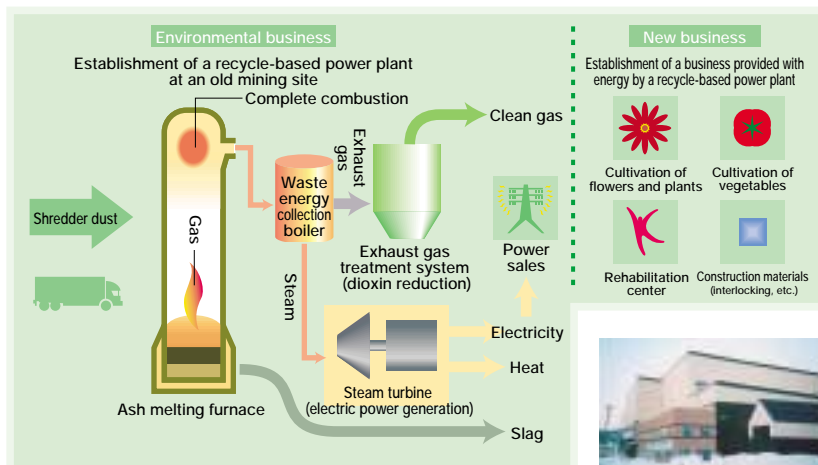 Environmental business
Establishment of a recycle-based power plant
at an old mining site
Complete combustion
Shredder dust
Gas
Ash melting furnace
Waste
energy
collection
boiler
Exhaust
gas
Steam
Exhaust gas
treatment system
(dioxin reduction)
Clean gas
Power
sales
Steam turbine
(electric power generation)
Electricity
Heat
Slag
New business
Establishment of a business provided with
energy by a recycle-based power plant
Cultivation of
flowers and plants
Cultivation of
vegetables
Rehabilitation
center
Construction materials
(interlocking, etc.)